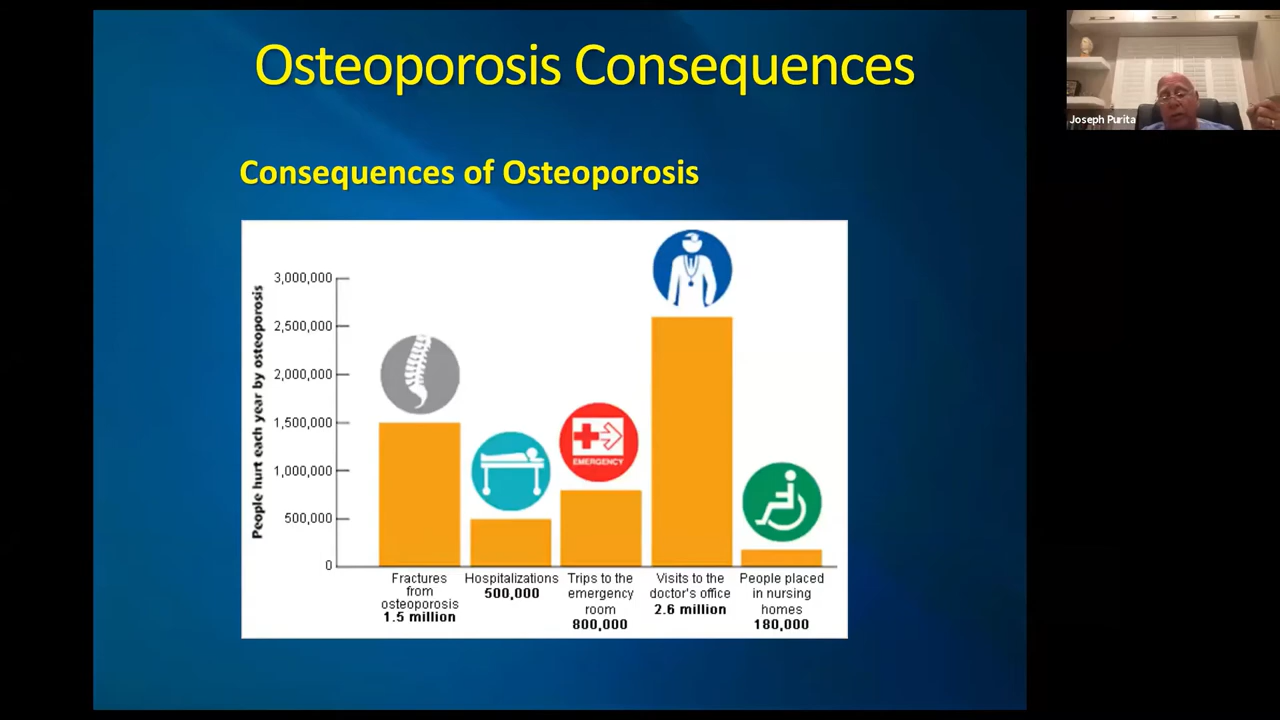 Osteoporosis Consequences
Joseph Purita
Consequences of Osteoporosis
People hurt each year by osteoporosis
3,000,000
2,500,000
2,000,000
1,500,000
1,000,000
500,000
0
EMERGENCY
Fractures
from
osteoporosis
1.5 million
Hospitalizations
500,000
Trips to the
emergency
room
800,000
Visits to the
doctor's office
2.6 million
People placed
in nursing
homes
180,000